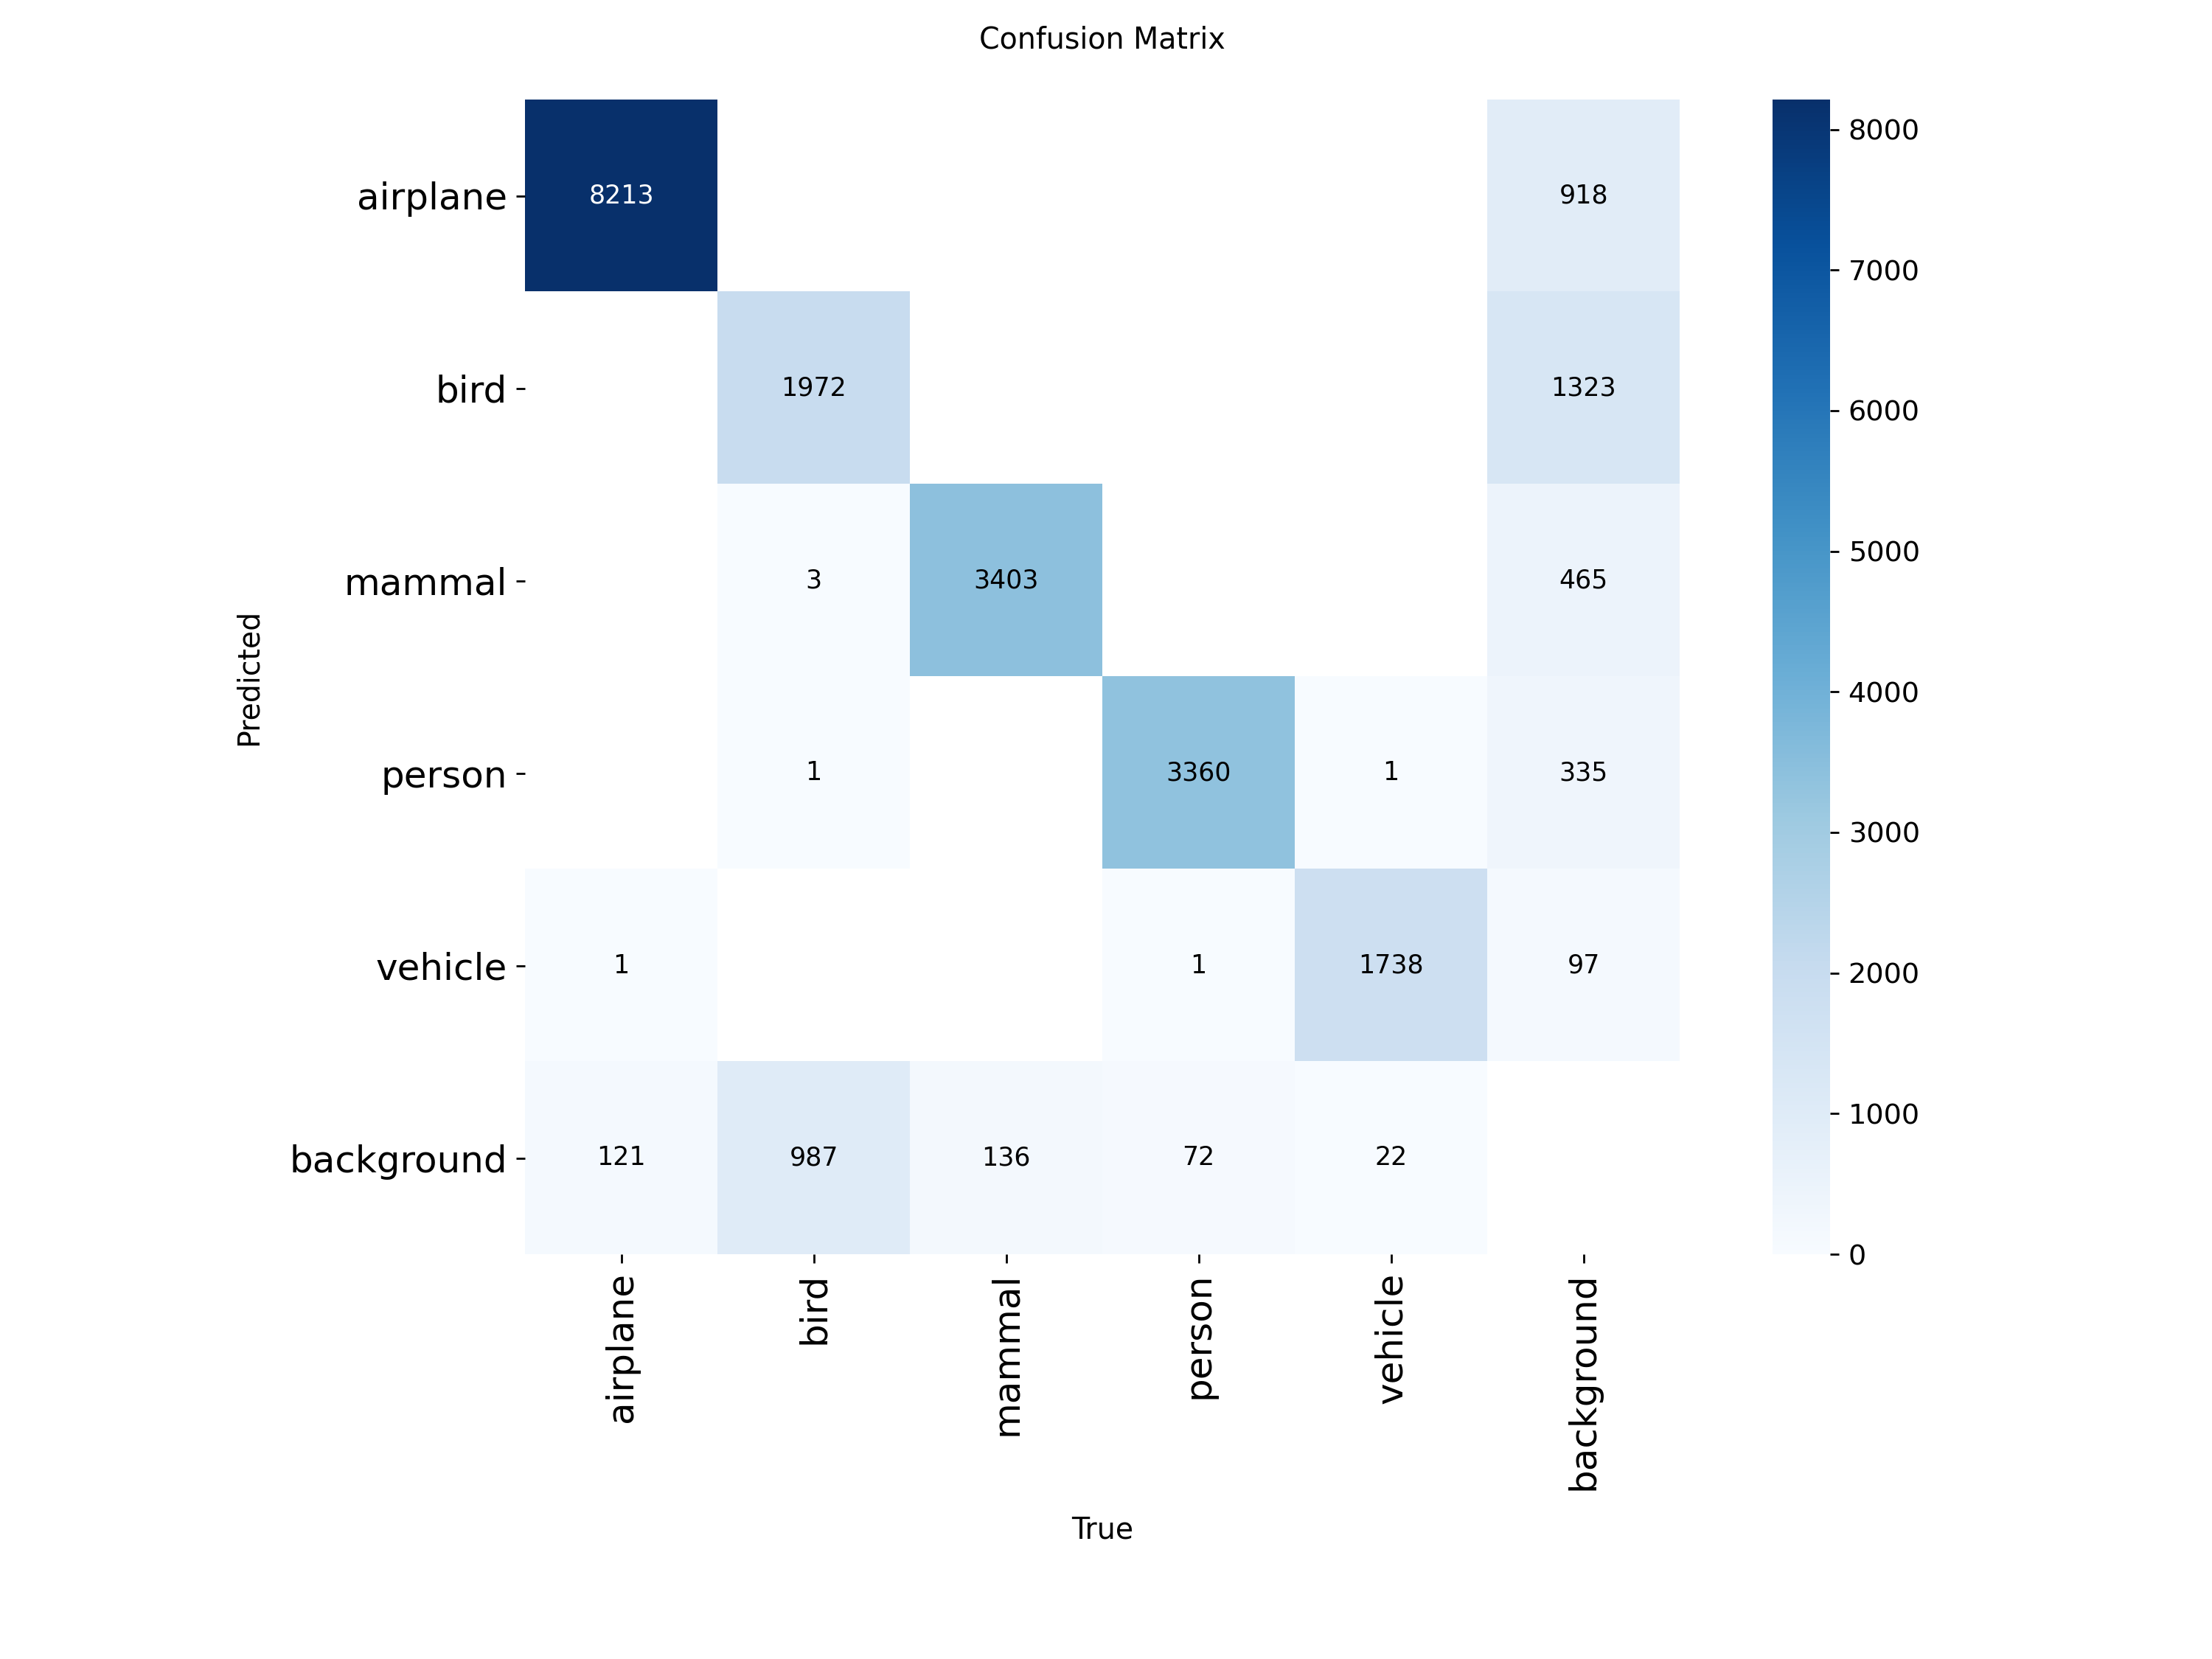 Confusion Matrix
airplane 8213 918 8000
7000
bird 1972 1323 6000
mammal 3 3403 465 5000
Predicted
person 1 3360 1 335 4000
3000
vehicle 1 1 1738 97 2000
background 121 987 136 72 22 1000
0
airplane bird mammal person vehicle background
True